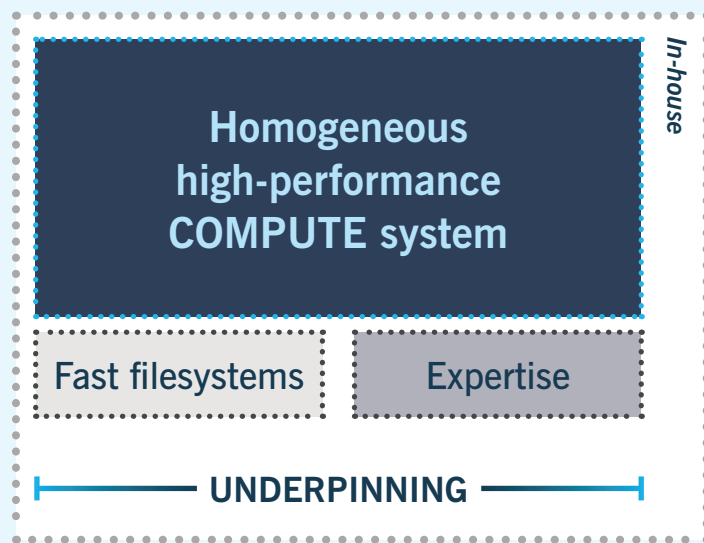 Homogeneous
high-performance
COMPUTE system
In-house
Fast filesystems
Expertise
UNDERPINNING